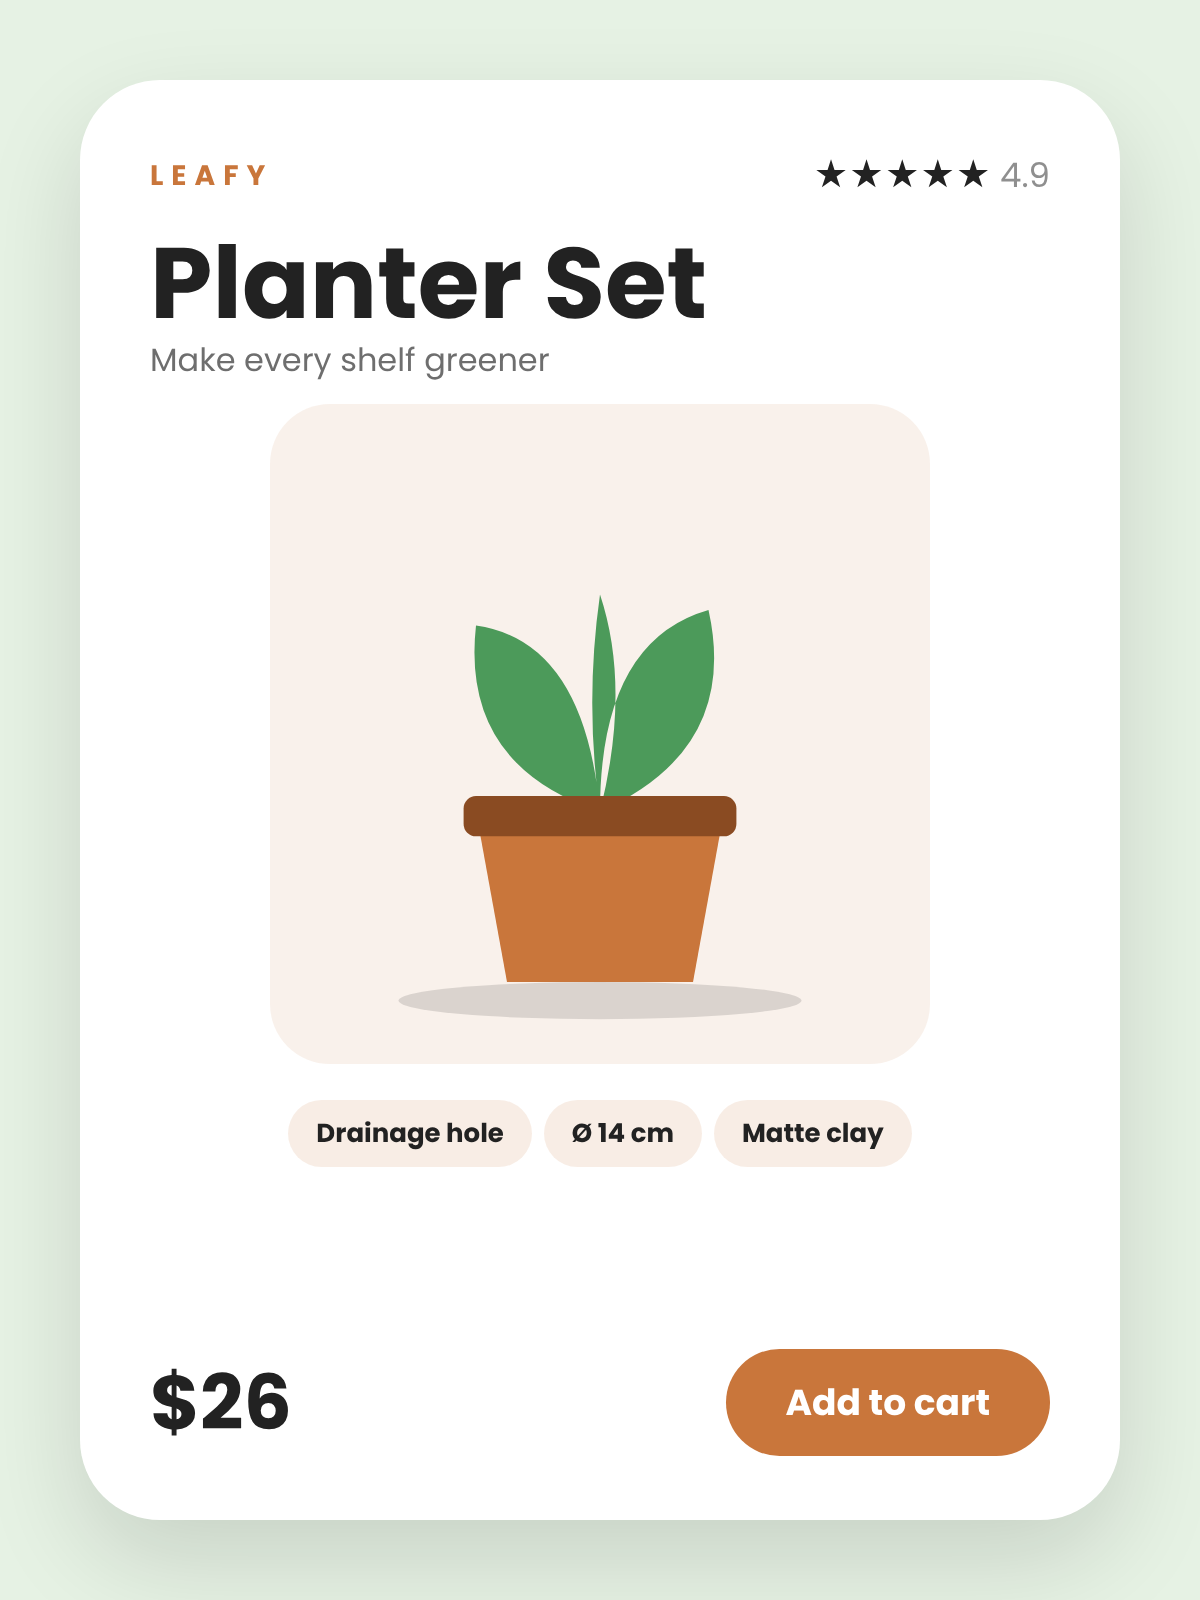 LEAFY
★★★★★ 4.9
Planter Set
Make every shelf greener
Drainage hole
Ø 14 cm
Matte clay
$26
Add to cart